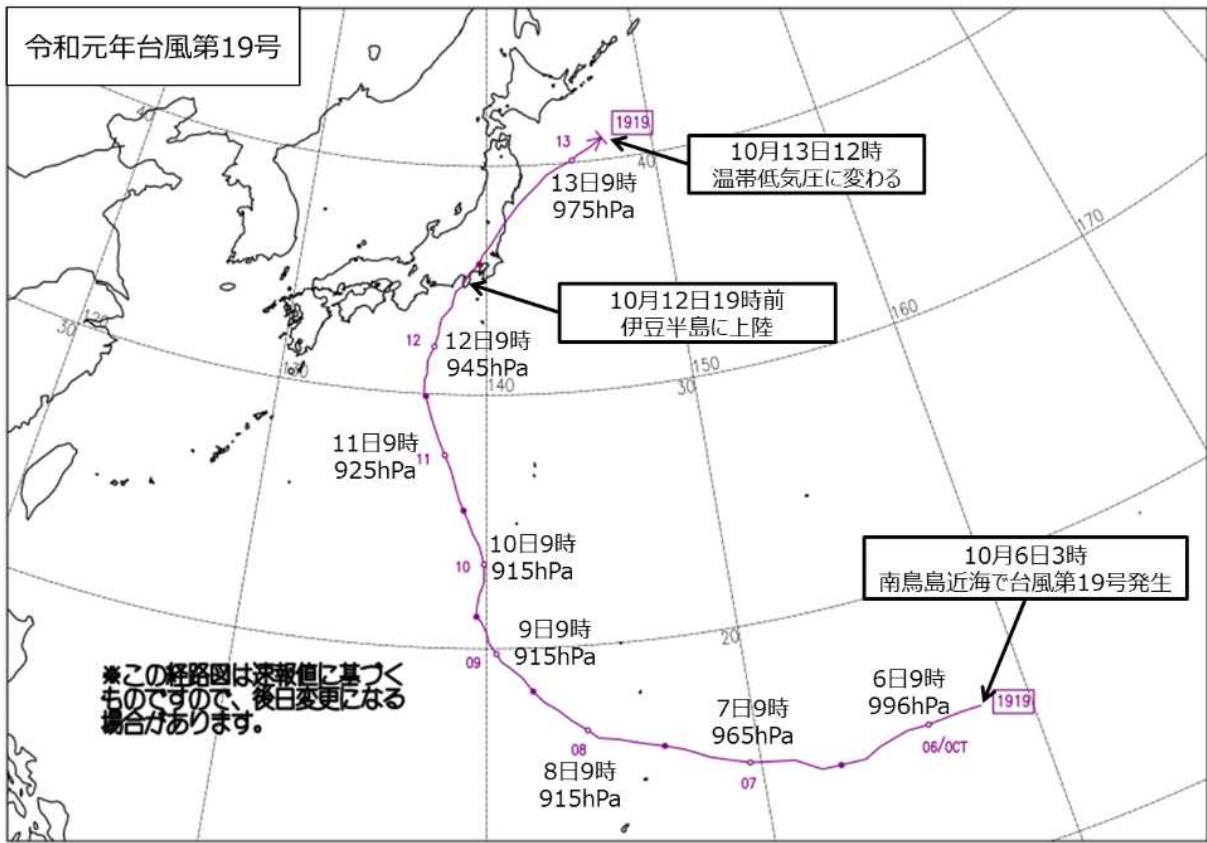 令和元年台風第19号
1919
13
10月13日12時
温帯低気圧に変わる
40
40
13日9時
975hPa
170
10月12日19時前
伊豆半島に上陸
160
30
120
12
12日9時
945hPa
150
130
140
30
11日9時
925hPa
11
10日9時
915hPa
10
10月6日3時
南鳥島近海で台風第19号発生
9日9時
915hPa
09
20
※この経路図は速報値に基づく
ものですので、後日変更になる
場合があります。
6日9時
996hPa
1919
7日9時
965hPa
06/OCT
08
8日9時
915hPa
07